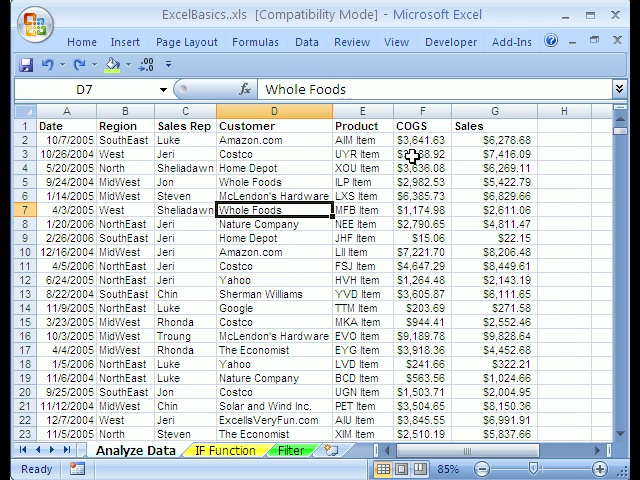 ExcelBasics..xls [Compatibility Mode] - Microsoft Excel
Home Insert Page Layout Formulas Data Review View Developer Add-Ins
D7 fx Whole Foods
A B C D E F G H
1 Date Region Sales Rep Customer Product COGS Sales
2 10/7/2005 SouthEast Luke Amazon.com AIM Item $3,641.63 $6,278.68
3 10/26/2004 West Jeri Costco UYR Item 88.92 $7,416.09
4 5/20/2005 North Sheliadawn Home Depot XOU Item $3,636.08 $6,269.11
5 9/24/2005 MidWest Jon Whole Foods ILP Item $2,982.53 $5,422.79
6 1/14/2005 MidWest Steven McLendon's Hardware LXS Item $6,385.73 $6,829.66
7 4/3/2005 West Sheliadawn Whole Foods MFB Item $1,174.98 $2,611.06
8 1/20/2006 NorthEast Jeri Nature Company NEE Item $2,790.65 $4,811.47
9 2/26/2006 SouthEast Jeri Home Depot JHF Item $15.06 $22.15
10 12/16/2004 MidWest Jeri Amazon.com LII Item $7,221.70 $8,206.48
11 4/5/2006 North Jeri Costco FSJ Item $4,647.29 $8,449.61
12 6/24/2005 NorthEast Jeri Yahoo HVH Item $1,264.48 $2,143.19
13 8/22/2004 SouthEast Chin Sherman Williams YVD Item $3,605.87 $6,111.65
14 11/9/2005 NorthEast Luke Google TTM Item $203.69 $271.58
15 3/23/2005 MidWest Rhonda Costco MKA Item $944.41 $2,552.46
16 10/3/2005 MidWest Troung McLendon's Hardware EVO Item $9,189.78 $9,828.64
17 4/4/2005 MidWest Rhonda The Economist EYG Item $3,918.36 $4,452.68
18 1/5/2006 NorthEast Luke Yahoo LVD Item $241.66 $322.21
19 11/6/2004 NorthEast Luke Nature Company BCD Item $563.56 $1,024.66
20 9/25/2005 SouthEast Jon Costco UGN Item $1,503.71 $2,004.95
21 11/12/2004 MidWest Chin Solar and Wind Inc. PET Item $3,504.65 $8,150.36
22 12/7/2004 West Jeri ExcelIsVeryFun.com AIU Item $3,845.55 $6,991.91
23 11/5/2005 North Steven The Economist XIM Item $2,510.19 $5,837.66
Analyze Data IF Function Filter
Ready 85%